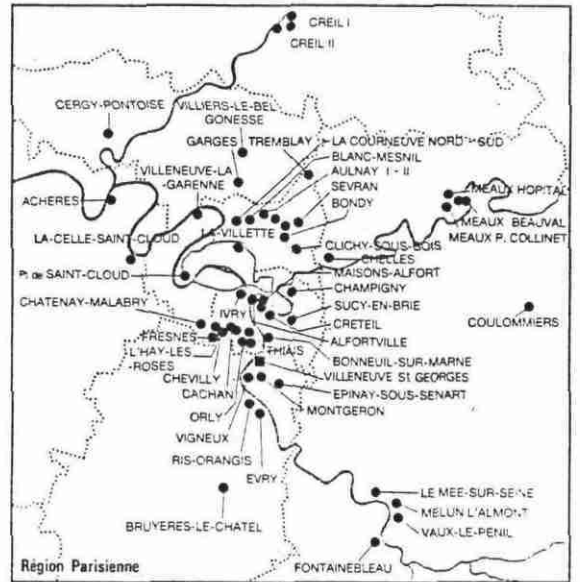 CREIL I
CREIL II
CERGY-PONTOISE
VILLIERS-LE-BEL
GONESSE
GARGES
TREMBLAY
LA COURNEUVE NORD - SUD
BLANC-MESNIL
AULNAY I - II
SEVRAN
BONDY
VILLENEUVE-LA
-GARENNE
MEAUX HOPITAL
ACHERES
MEAUX BEAUVAL
MEAUX P. COLLINET
LA-CELLE-SAINT-CLOUD
LA-VILLETTE
CLICHY-SOUS-BOIS
CHELLES
Pt de SAINT-CLOUD
MAISONS-ALFORT
CHAMPIGNY
CHATENAY-MALABRY
IVRY
SUCY-EN-BRIE
CRETEIL
COULOMMIERS
FRESNES
ALFORTVILLE
L'HAY-LES
-ROSES
THIAIS
BONNEUIL-SUR-MARNE
CHEVILLY
VILLENEUVE St GEORGES
CACHAN
EPINAY-SOUS-SENART
ORLY
MONTGERON
VIGNEUX
RIS-ORANGIS
EVRY
LE MEE-SUR-SEINE
MELUN L'ALMONT
VAUX-LE-PENIL
BRUYERES-LE-CHATEL
FONTAINEBLEAU
Région Parisienne